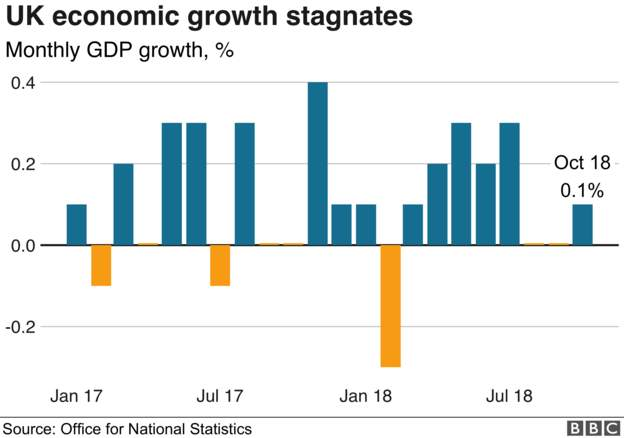 UK economic growth stagnates
Monthly GDP growth, %
0.4
0.2
Oct 18
0.1%
0.0
-0.2
Jan 17 Jul 17 Jan 18 Jul 18
Source: Office for National Statistics BBC